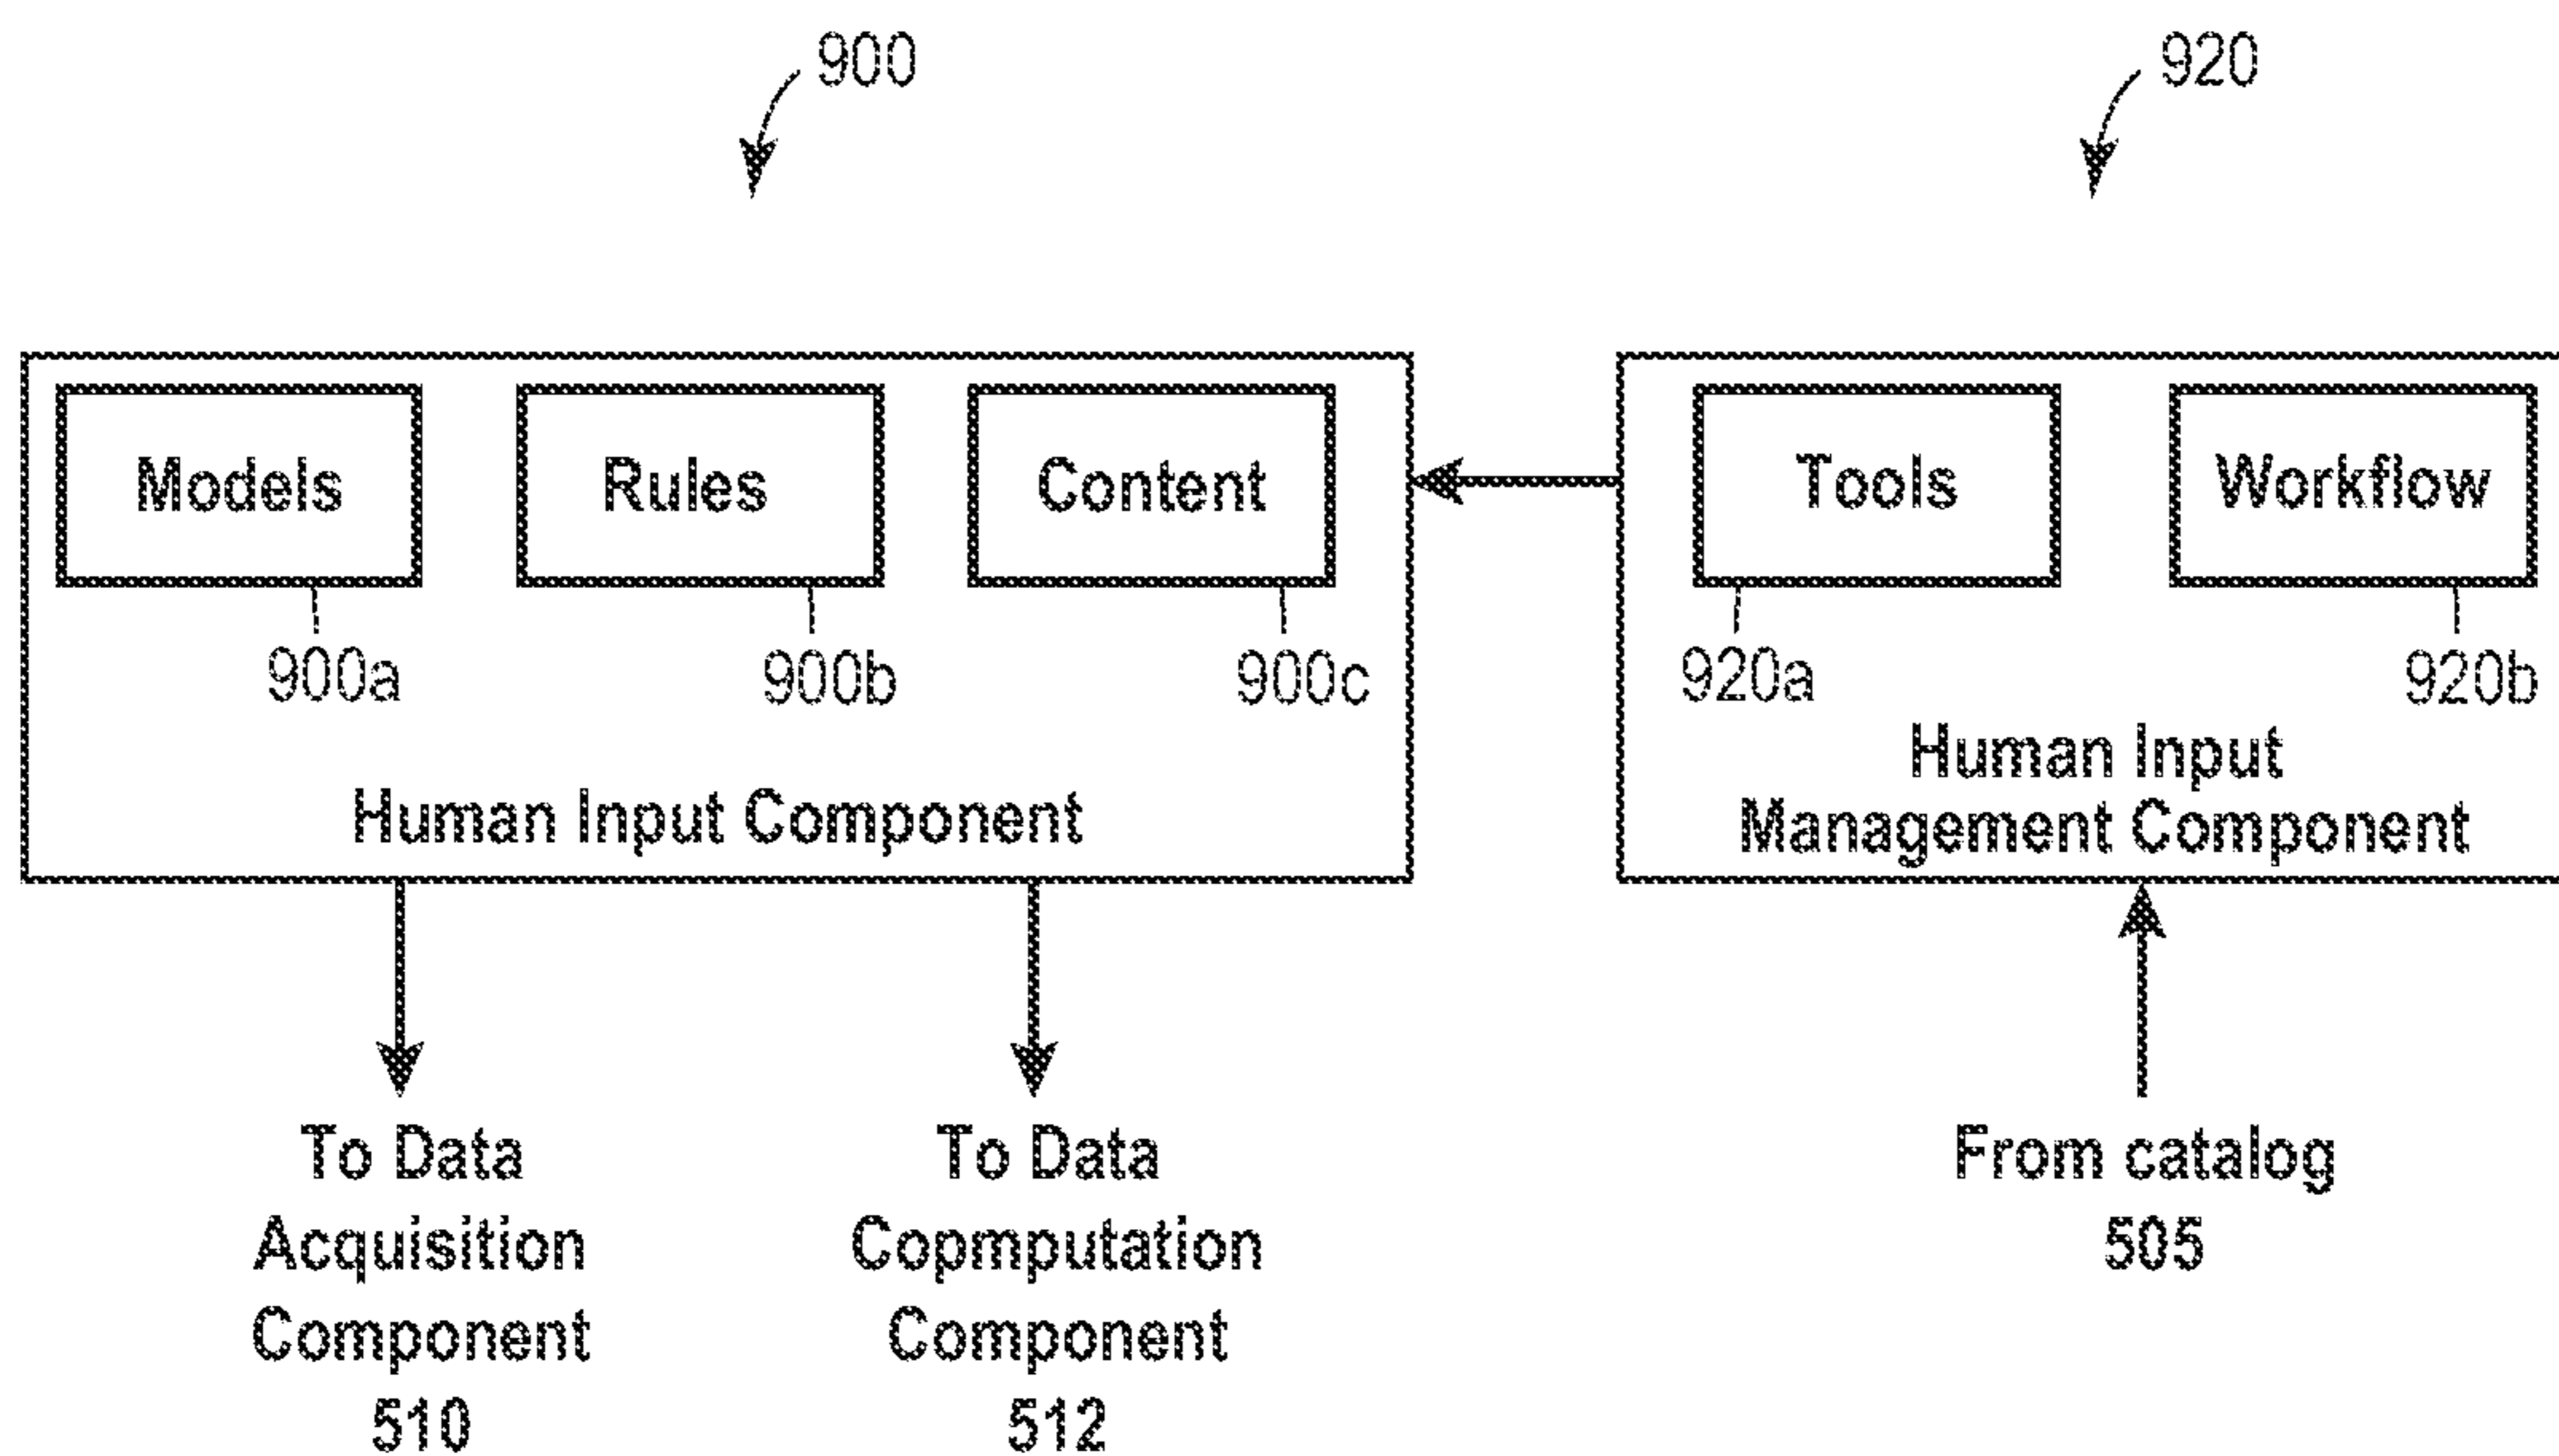 900
920
Models
Rules
Content
Tools
Workflow
900a
900b
900c
920a
920b
Human Input Component
Human Input
Management Component
To Data
Acquisition
Component
510
To Data
Copmputation
Component
512
From catalog
505